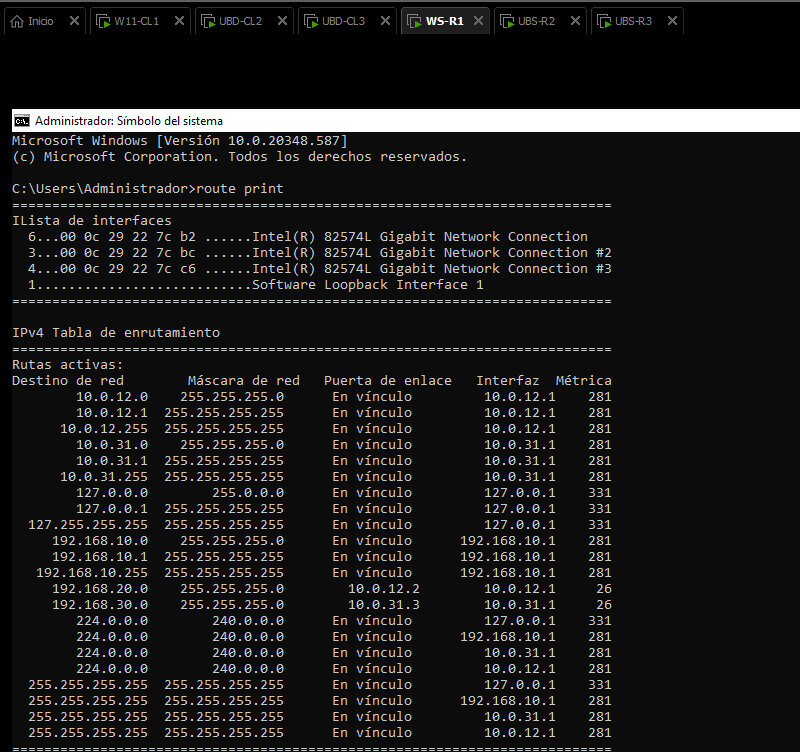 Inicio W11-CL1 UBD-CL2 UBD-CL3 WS-R1 UBS-R2 UBS-R3
Administrador: Símbolo del sistema
Microsoft Windows [Versión 10.0.20348.587]
(c) Microsoft Corporation. Todos los derechos reservados.
C:\Users\Administrador>route print
===========================================================================
ILista de interfaces
6...00 0c 29 22 7c b2 ......Intel(R) 82574L Gigabit Network Connection
3...00 0c 29 22 7c bc ......Intel(R) 82574L Gigabit Network Connection #2
4...00 0c 29 22 7c c6 ......Intel(R) 82574L Gigabit Network Connection #3
1...........................Software Loopback Interface 1
===========================================================================
IPv4 Tabla de enrutamiento
===========================================================================
Rutas activas:
Destino de red Máscara de red Puerta de enlace Interfaz Métrica
10.0.12.0 255.255.255.0 En vínculo 10.0.12.1 281
10.0.12.1 255.255.255.255 En vínculo 10.0.12.1 281
10.0.12.255 255.255.255.255 En vínculo 10.0.12.1 281
10.0.31.0 255.255.255.0 En vínculo 10.0.31.1 281
10.0.31.1 255.255.255.255 En vínculo 10.0.31.1 281
10.0.31.255 255.255.255.255 En vínculo 10.0.31.1 281
127.0.0.0 255.0.0.0 En vínculo 127.0.0.1 331
127.0.0.1 255.255.255.255 En vínculo 127.0.0.1 331
127.255.255.255 255.255.255.255 En vínculo 127.0.0.1 331
192.168.10.0 255.255.255.0 En vínculo 192.168.10.1 281
192.168.10.1 255.255.255.255 En vínculo 192.168.10.1 281
192.168.10.255 255.255.255.255 En vínculo 192.168.10.1 281
192.168.20.0 255.255.255.0 10.0.12.2 10.0.12.1 26
192.168.30.0 255.255.255.0 10.0.31.3 10.0.31.1 26
224.0.0.0 240.0.0.0 En vínculo 127.0.0.1 331
224.0.0.0 240.0.0.0 En vínculo 192.168.10.1 281
224.0.0.0 240.0.0.0 En vínculo 10.0.31.1 281
224.0.0.0 240.0.0.0 En vínculo 10.0.12.1 281
255.255.255.255 255.255.255.255 En vínculo 127.0.0.1 331
255.255.255.255 255.255.255.255 En vínculo 192.168.10.1 281
255.255.255.255 255.255.255.255 En vínculo 10.0.31.1 281
255.255.255.255 255.255.255.255 En vínculo 10.0.12.1 281
===========================================================================